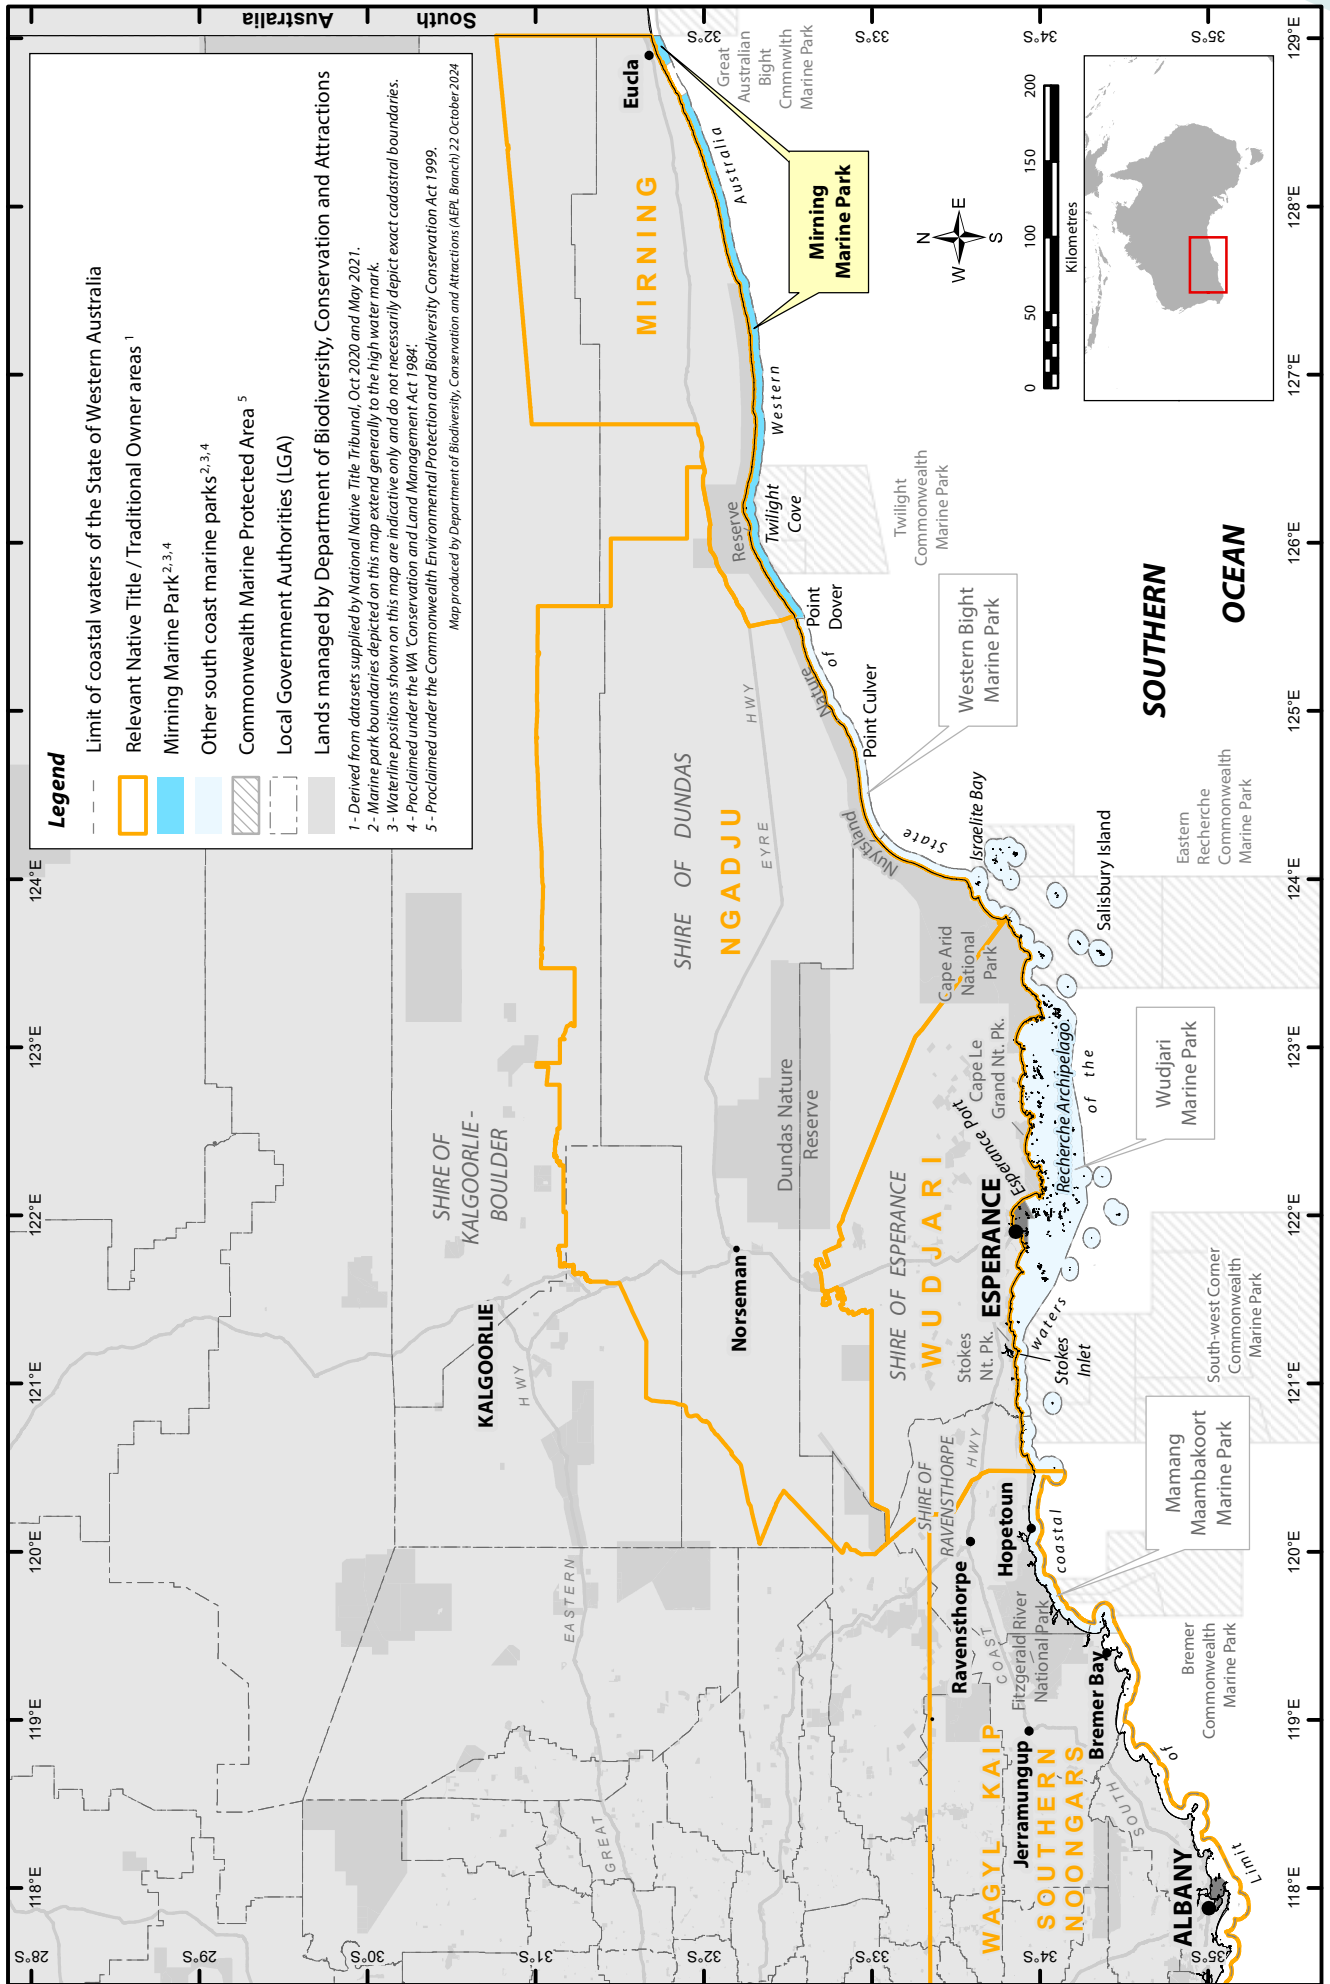 118°E
119°E
120°E
121°E
122°E
123°E
124°E
28°S
29°S
30°S
31°S
32°S
33°S
34°S
35°S
Legend
Limit of coastal waters of the State of Western Australia
Relevant Native Title / Traditional Owner areas 1
Mirning Marine Park 2, 3, 4
Other south coast marine parks 2, 3, 4
Commonwealth Marine Protected Area 5
Local Government Authorities (LGA)
Lands managed by Department of Biodiversity, Conservation and Attractions
1 - Derived from datasets supplied by National Native Title Tribunal, Oct 2020 and May 2021.
2 - Marine park boundaries depicted on this map extend generally to the high water mark.
3 - Waterline positions shown on this map are indicative only and do not necessarily depict exact cadastral boundaries.
4 - Proclaimed under the WA 'Conservation and Land Management Act 1984'.
5 - Proclaimed under the Commonwealth Environmental Protection and Biodiversity Conservation Act 1999.
Map produced by Department of Biodiversity, Conservation and Attractions (AEPL Branch) 22 October 2024
South
Australia
SHIRE OF
KALGOORLIE-
BOULDER
KALGOORLIE
HWY
EASTERN
GREAT
Eucla
MIRNING
SHIRE OF DUNDAS
NGADJU
EYRE
HWY
Norseman
Dundas Nature
Reserve
Nuytsland
Nature
Reserve
Twilight
Cove
Point
Dover
Point Culver
Israelite Bay
Salisbury Island
Cape Arid
National
Park
Cape Le
Grand Nt. Pk.
Esperance Port
ESPERANCE
SHIRE OF ESPERANCE
WUDJARI
Stokes
Nt. Pk.
Stokes
Inlet
Recherche Archipelago
SHIRE OF
RAVENSTHORPE
HWY
Ravensthorpe
Hopetoun
Fitzgerald River
National Park
COAST
SOUTH
Bremer Bay
Jerramungup
WAGYL KAIP
SOUTHERN
NOONGARS
ALBANY
Limit
of
coastal
waters
of the
State
of
Western
Australia
Mirning
Marine Park
Western Bight
Marine Park
Wudjari
Marine Park
Mamang
Maambakoort
Marine Park
Great
Australian
Bight
Cmmnwlth
Marine Park
Twilight
Commonwealth
Marine Park
Eastern
Recherche
Commonwealth
Marine Park
South-west Corner
Commonwealth
Marine Park
Bremer
Commonwealth
Marine Park
SOUTHERN
OCEAN
N
W
E
S
0
50
100
150
200
Kilometres
32°S
33°S
34°S
35°S
118°E
119°E
120°E
121°E
122°E
123°E
124°E
125°E
126°E
127°E
128°E
129°E